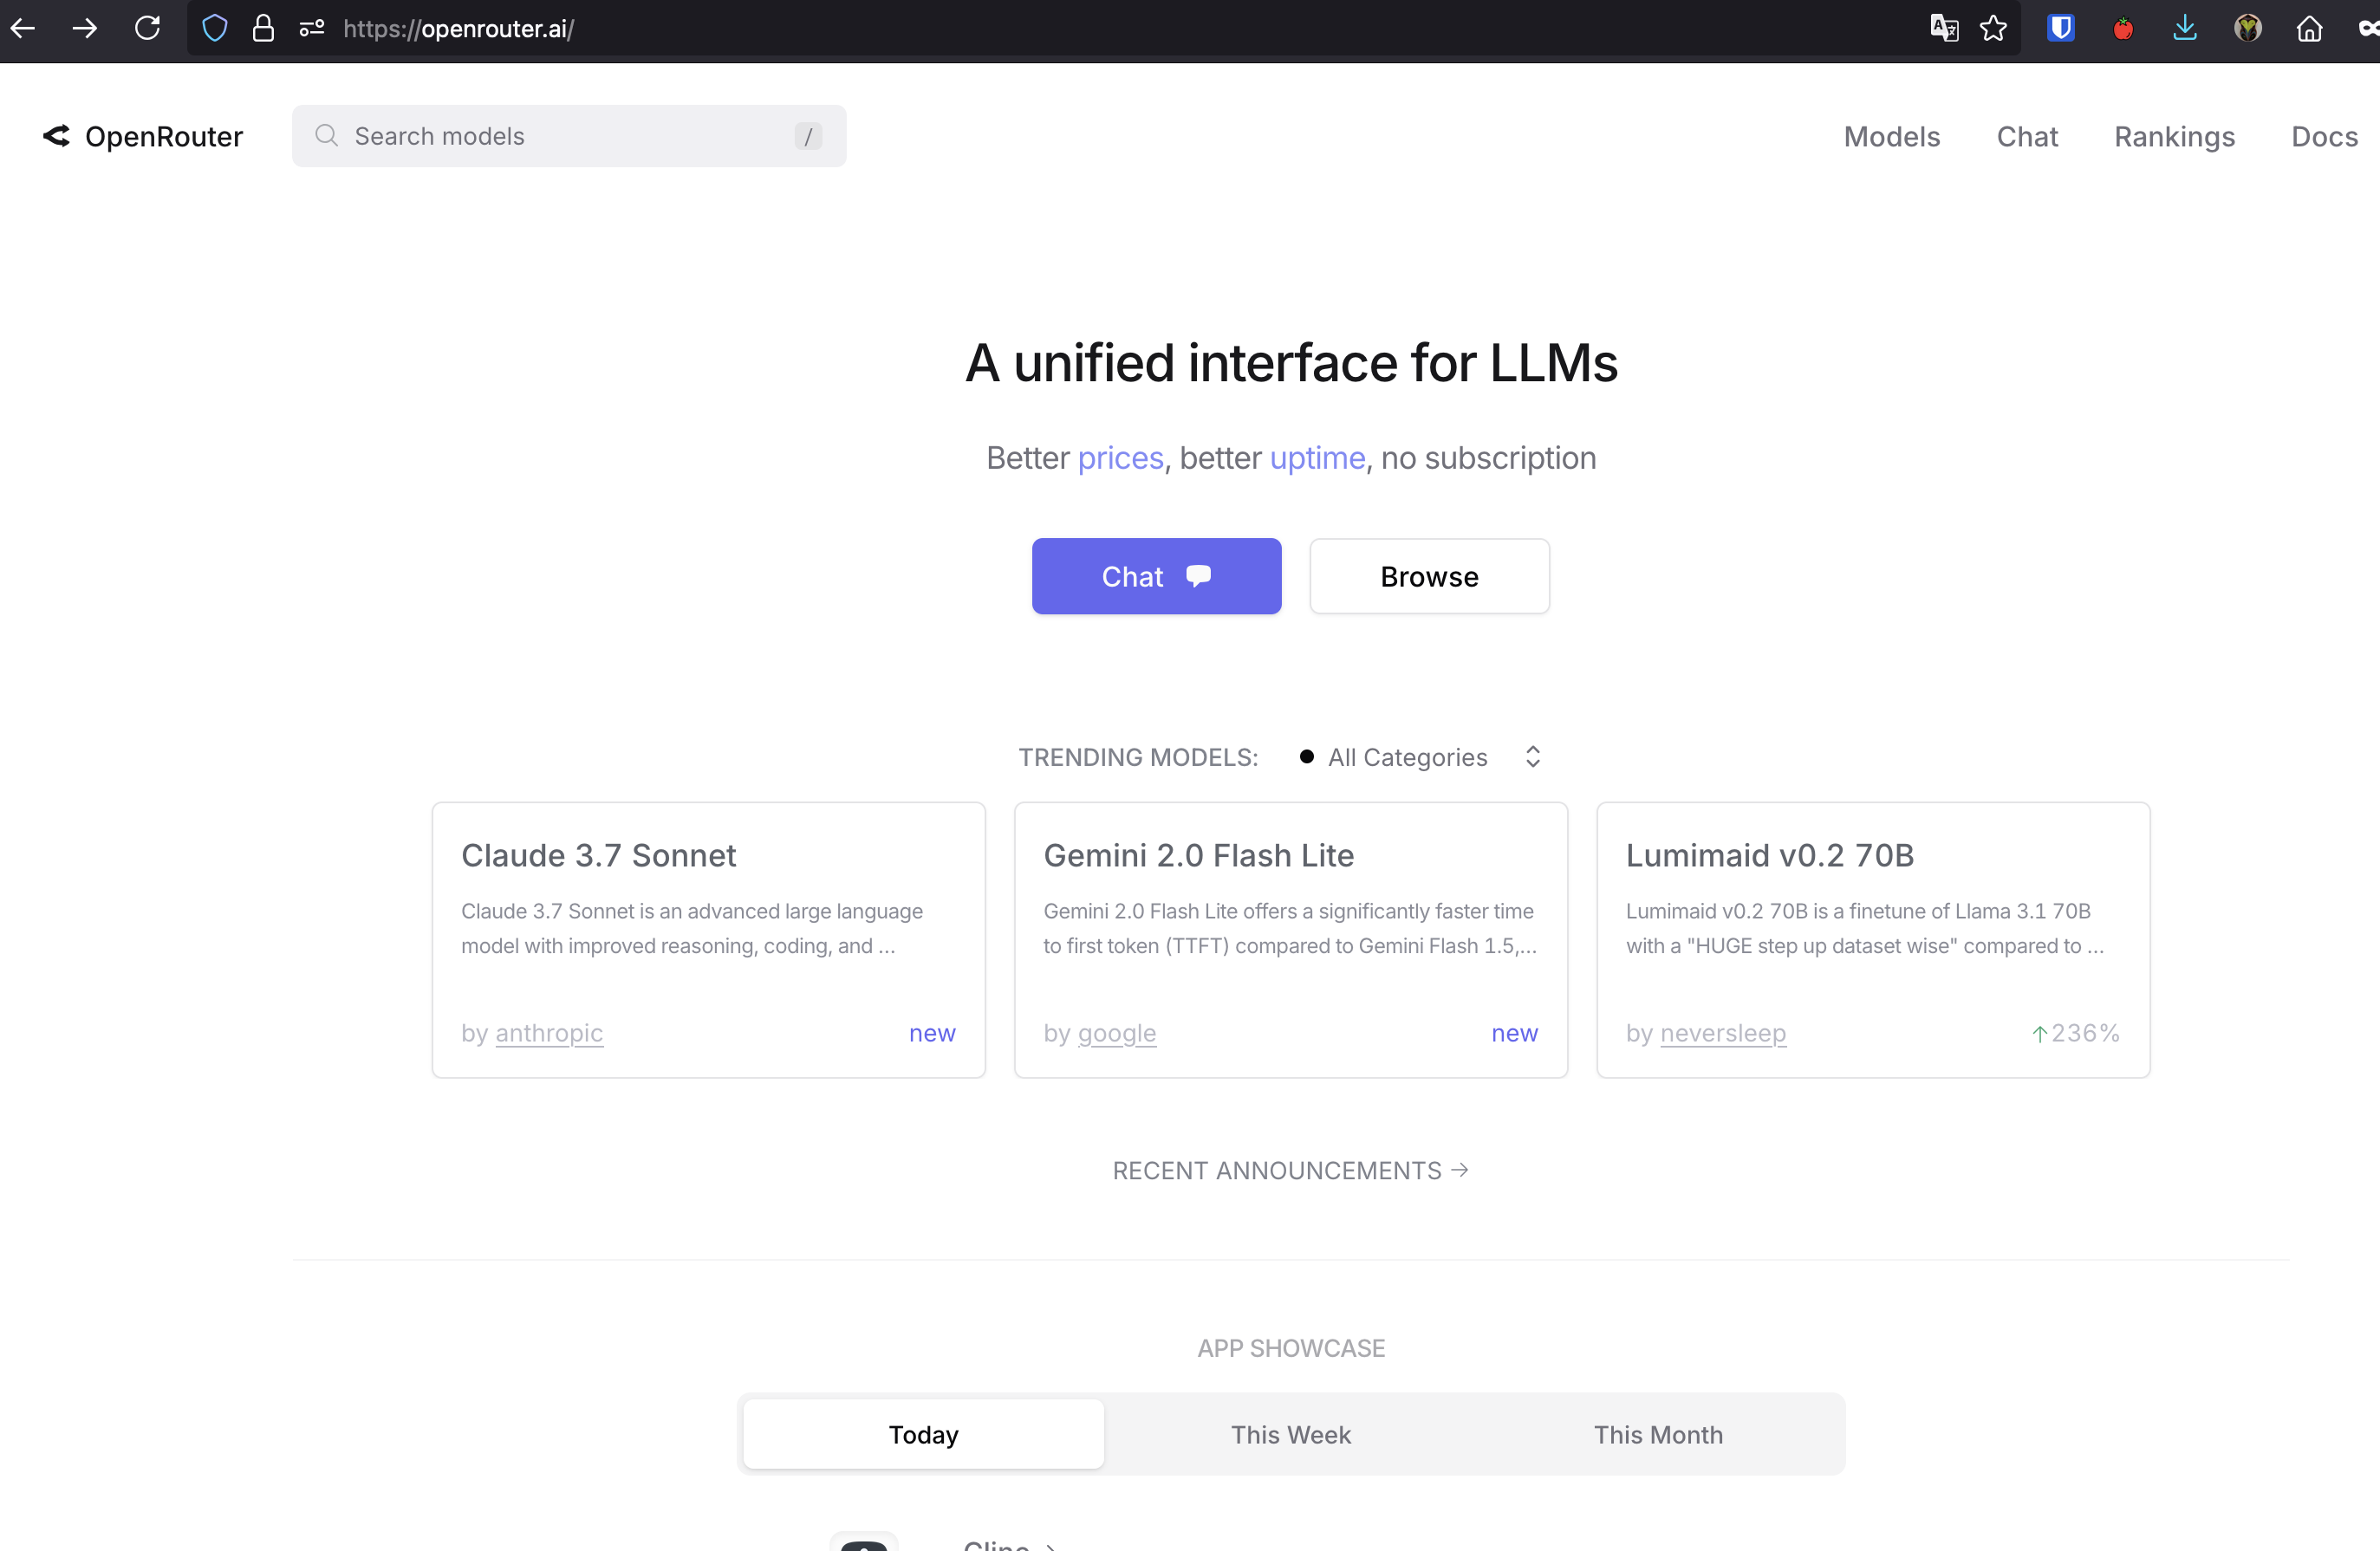 https://openrouter.ai/
OpenRouter
Search models
/
Models
Chat
Rankings
Docs
A unified interface for LLMs
Better prices, better uptime, no subscription
Chat
Browse
TRENDING MODELS:
All Categories
Claude 3.7 Sonnet
Claude 3.7 Sonnet is an advanced large language
model with improved reasoning, coding, and ...
by anthropic
new
Gemini 2.0 Flash Lite
Gemini 2.0 Flash Lite offers a significantly faster time
to first token (TTFT) compared to Gemini Flash 1.5,...
by google
new
Lumimaid v0.2 70B
Lumimaid v0.2 70B is a finetune of Llama 3.1 70B
with a "HUGE step up dataset wise" compared to ...
by neversleep
↑236%
RECENT ANNOUNCEMENTS →
APP SHOWCASE
Today
This Week
This Month
Cline